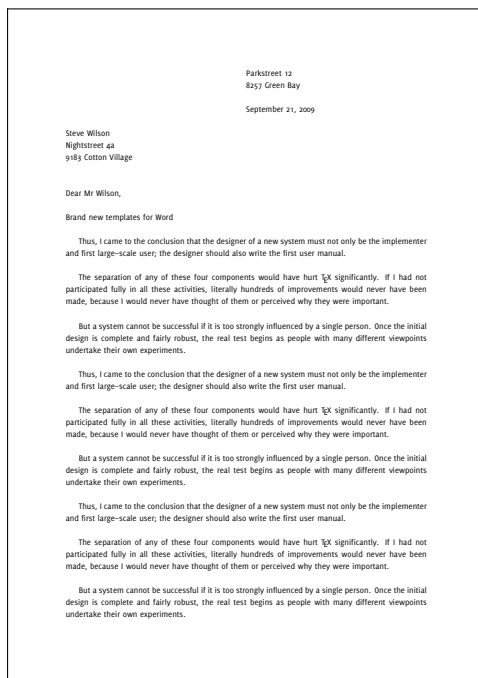 Parkstreet 12
8257 Green Bay
September 21, 2009
Steve Wilson
Nightstreet 4a
9183 Cotton Village
Dear Mr Wilson,
Brand new templates for Word
Thus, I came to the conclusion that the designer of a new system must not only be the implementer
and first large–scale user; the designer should also write the first user manual.
The separation of any of these four components would have hurt TEX significantly. If I had not
participated fully in all these activities, literally hundreds of improvements would never have been
made, because I would never have thought of them or perceived why they were important.
But a system cannot be successful if it is too strongly influenced by a single person. Once the initial
design is complete and fairly robust, the real test begins as people with many different viewpoints
undertake their own experiments.
Thus, I came to the conclusion that the designer of a new system must not only be the implementer
and first large–scale user; the designer should also write the first user manual.
The separation of any of these four components would have hurt TEX significantly. If I had not
participated fully in all these activities, literally hundreds of improvements would never have been
made, because I would never have thought of them or perceived why they were important.
But a system cannot be successful if it is too strongly influenced by a single person. Once the initial
design is complete and fairly robust, the real test begins as people with many different viewpoints
undertake their own experiments.
Thus, I came to the conclusion that the designer of a new system must not only be the implementer
and first large–scale user; the designer should also write the first user manual.
The separation of any of these four components would have hurt TEX significantly. If I had not
participated fully in all these activities, literally hundreds of improvements would never have been
made, because I would never have thought of them or perceived why they were important.
But a system cannot be successful if it is too strongly influenced by a single person. Once the initial
design is complete and fairly robust, the real test begins as people with many different viewpoints
undertake their own experiments.